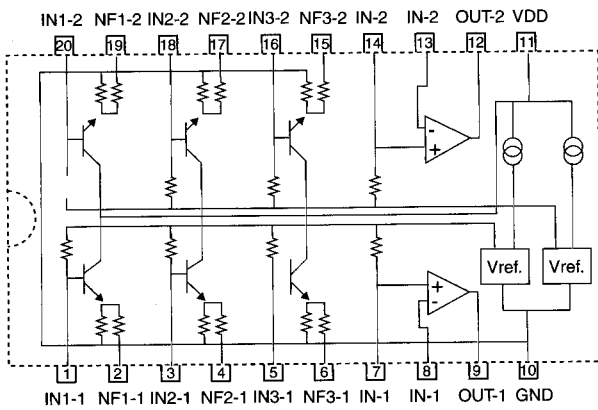 IN1-2 NF1-2 IN2-2 NF2-2 IN3-2 NF3-2 IN-2 IN-2 OUT-2 VDD
20 19 18 17 16 15 14 13 12 11
-
+
Vref. Vref.
+
-
1 2 3 4 5 6 7 8 9 10
IN1-1 NF1-1 IN2-1 NF2-1 IN3-1 NF3-1 IN-1 IN-1 OUT-1 GND